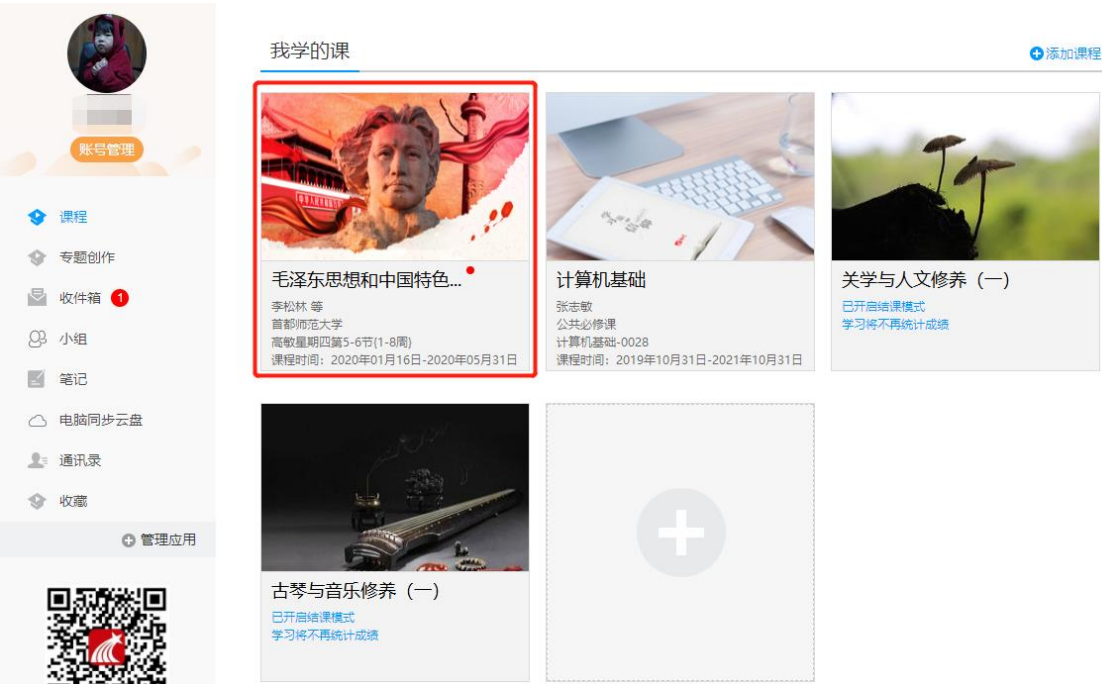 账号管理
课程
专题创作
收件箱 1
小组
笔记
电脑同步云盘
通讯录
收藏
管理应用
我学的课
添加课程
毛泽东思想和中国特色...
李松林 等
首都师范大学
高敏星期四第5-6节{1-8周}
课程时间：2020年01月16日-2020年05月31日
计算机基础
张志敏
公共必修课
计算机基础-0028
课程时间：2019年10月31日-2021年10月31日
关学与人文修养（一）
已开启结课模式
学习将不再统计成绩
古琴与音乐修养（一）
已开启结课模式
学习将不再统计成绩